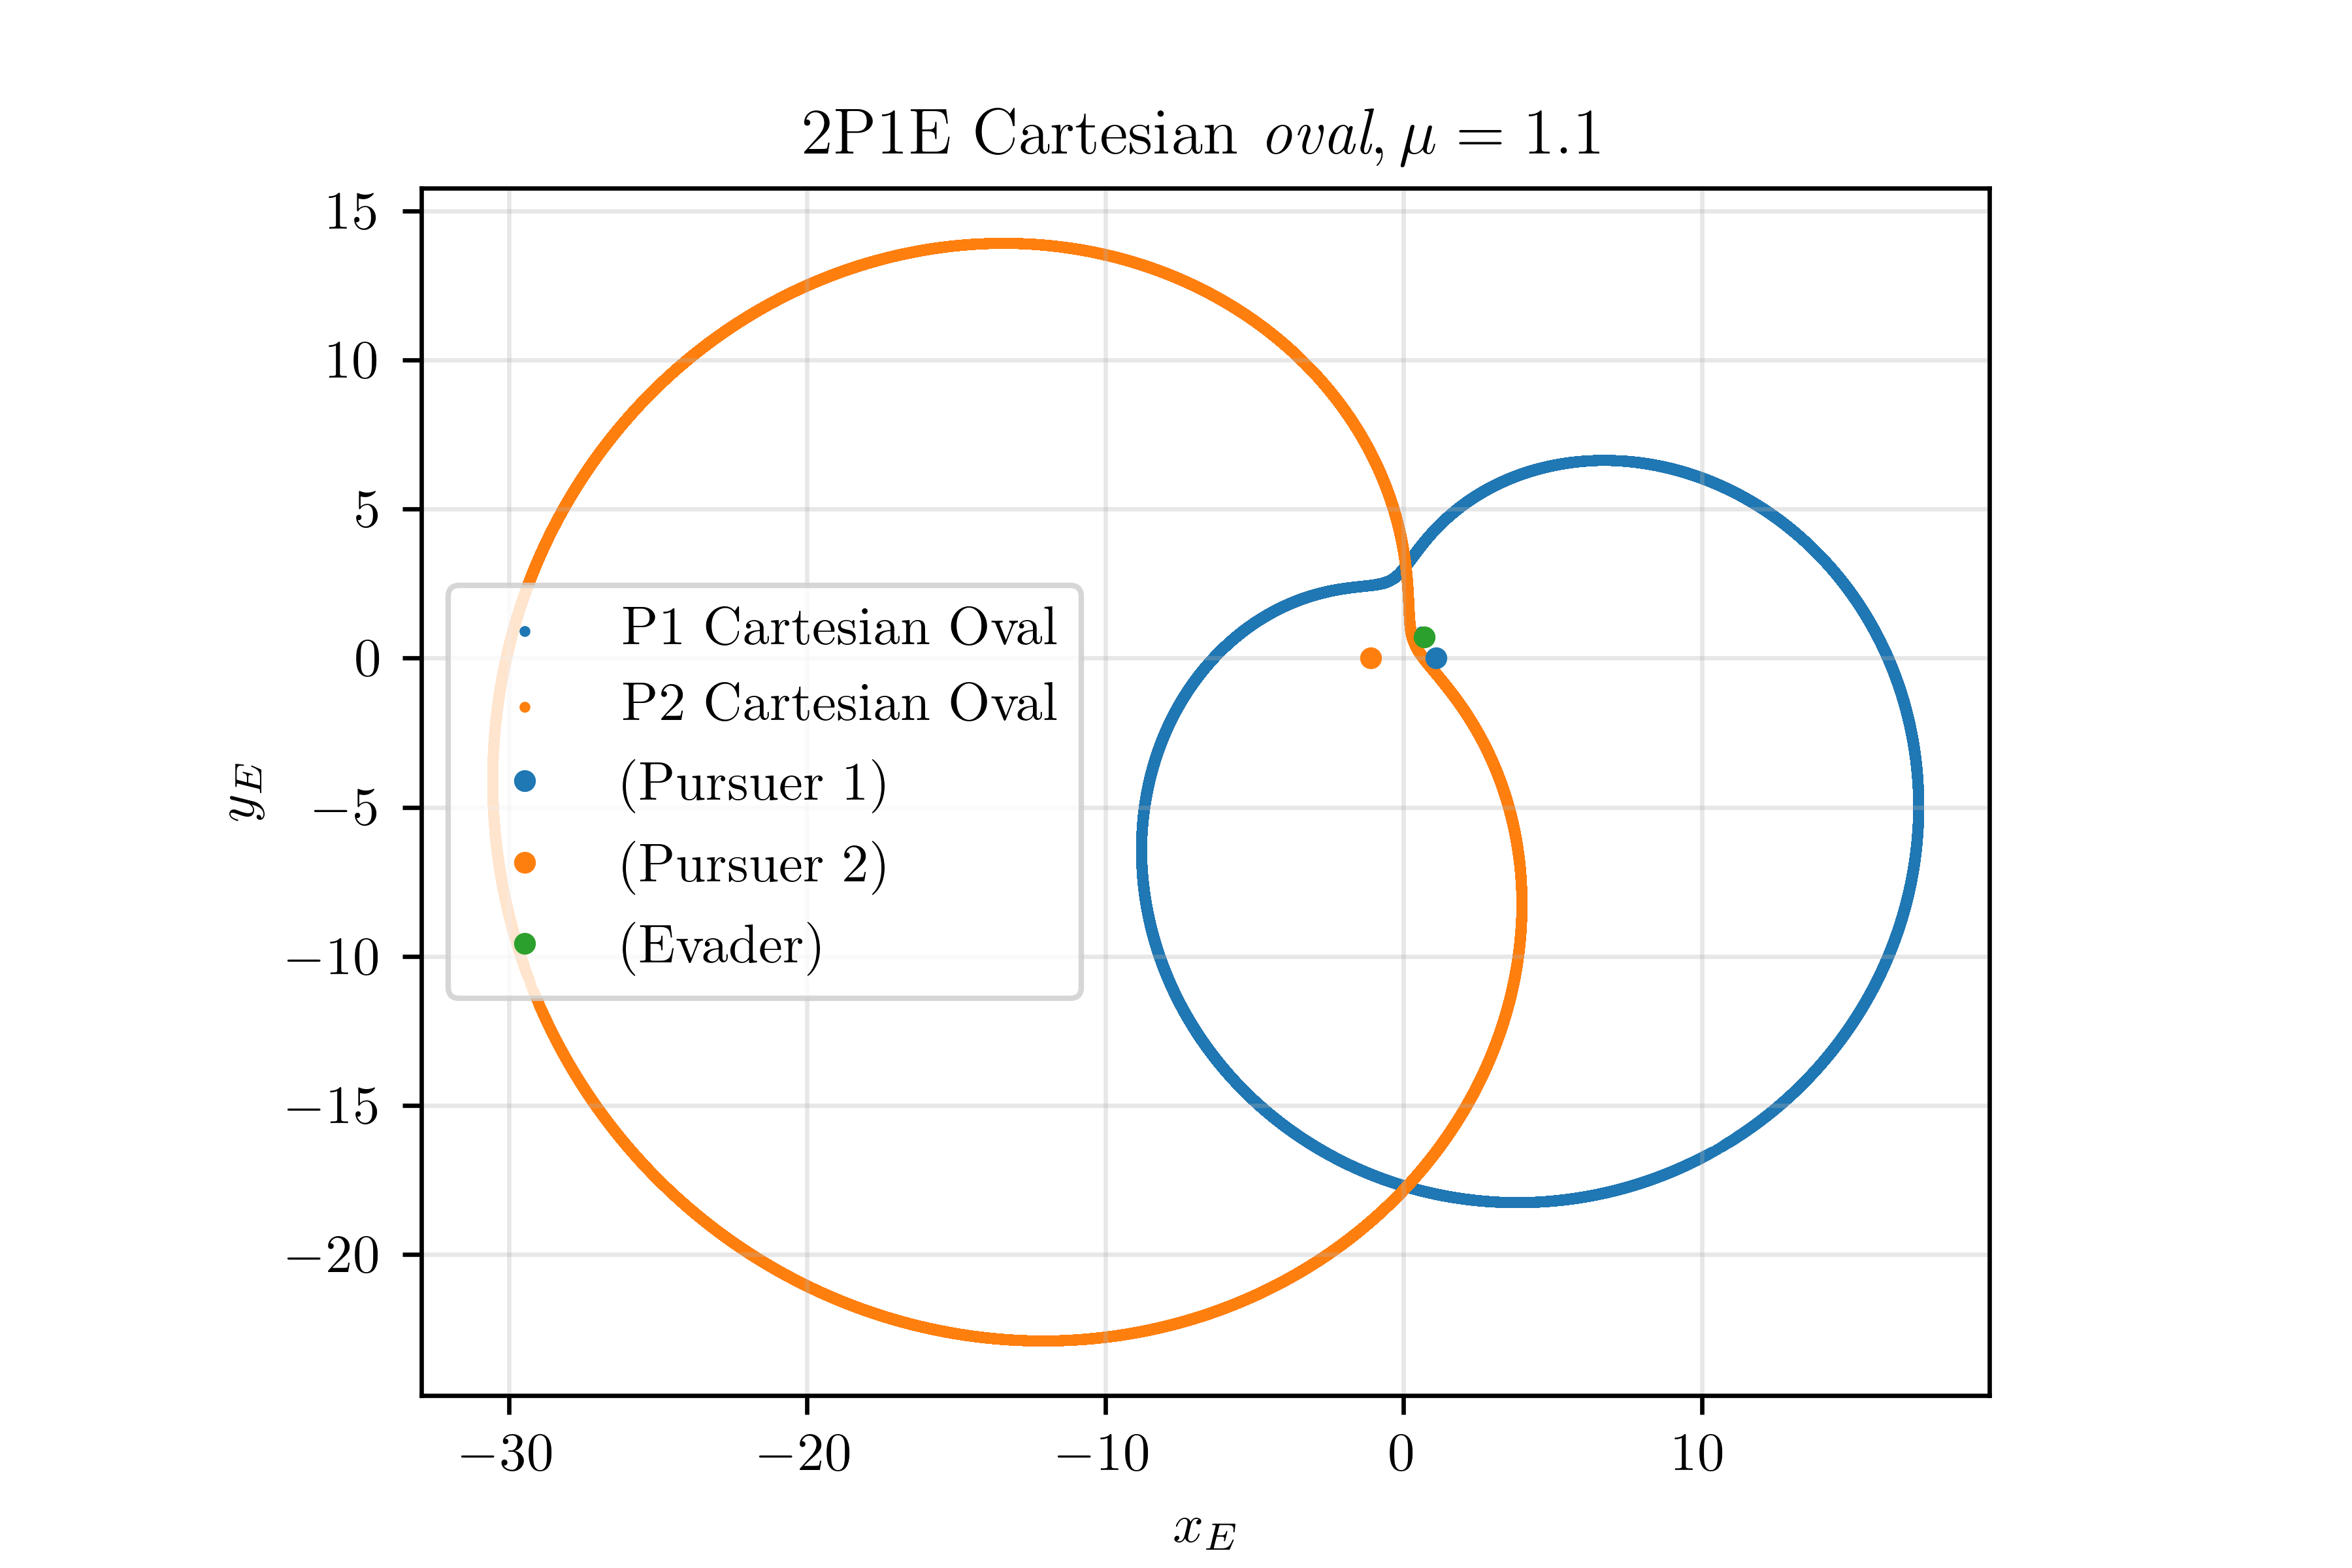 2P1E Cartesian oval, μ = 1.1
15
10
5
0
−5
−10
−15
−20
y_E
P1 Cartesian Oval
P2 Cartesian Oval
(Pursuer 1)
(Pursuer 2)
(Evader)
−30 −20 −10 0 10
x_E